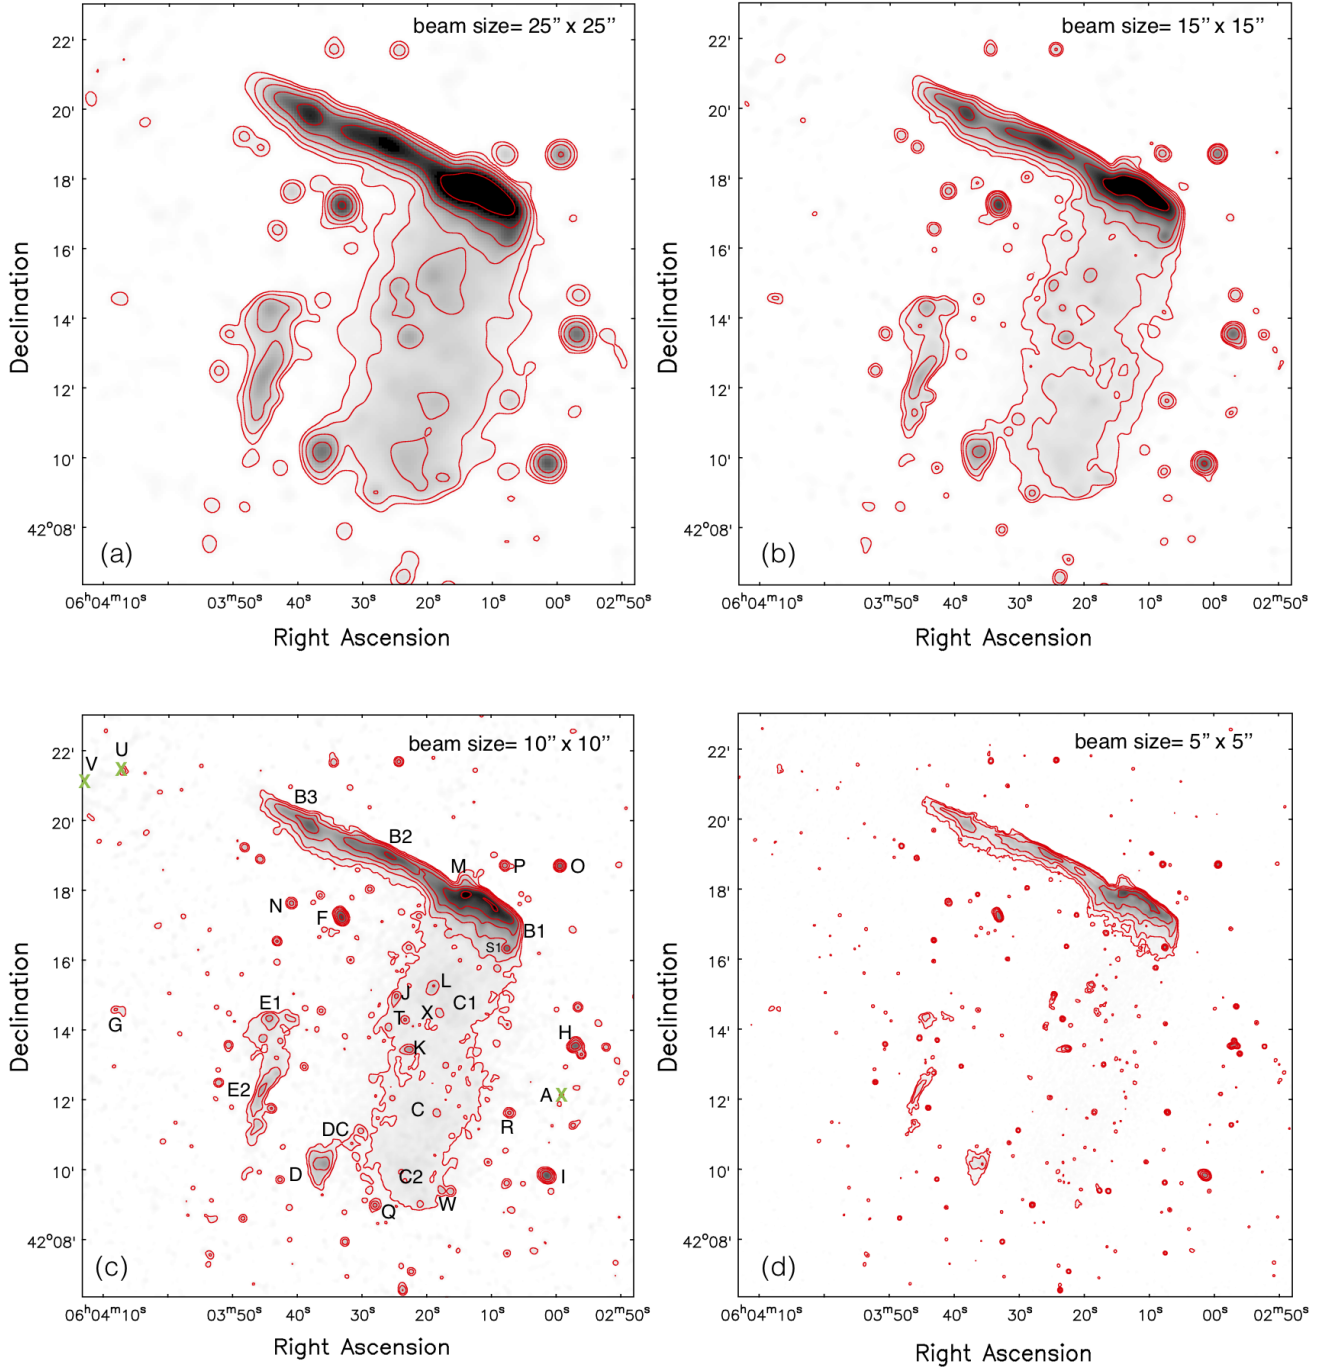 beam size= 25’’ x 25’’
22'
20'
18'
16'
14'
12'
10'
42°08'
Declination
(a)
06ʰ04ᵐ10ˢ 03ᵐ50ˢ 40ˢ 30ˢ 20ˢ 10ˢ 00ˢ 02ᵐ50ˢ
Right Ascension
beam size= 15’’ x 15’’
22'
20'
18'
16'
14'
12'
10'
42°08'
Declination
(b)
06ʰ04ᵐ10ˢ 03ᵐ50ˢ 40ˢ 30ˢ 20ˢ 10ˢ 00ˢ 02ᵐ50ˢ
Right Ascension
beam size= 10’’ x 10’’
22'
20'
18'
16'
14'
12'
10'
42°08'
Declination
V U
B3
B2
M P O
N F B1
S1
L
E1 J C1
G T X
K H
E2 C A
R
DC
D C2 I
Q W
(c)
06ʰ04ᵐ10ˢ 03ᵐ50ˢ 40ˢ 30ˢ 20ˢ 10ˢ 00ˢ 02ᵐ50ˢ
Right Ascension
beam size= 5’’ x 5’’
22'
20'
18'
16'
14'
12'
10'
42°08'
Declination
(d)
06ʰ04ᵐ10ˢ 03ᵐ50ˢ 40ˢ 30ˢ 20ˢ 10ˢ 00ˢ 02ᵐ50ˢ
Right Ascension